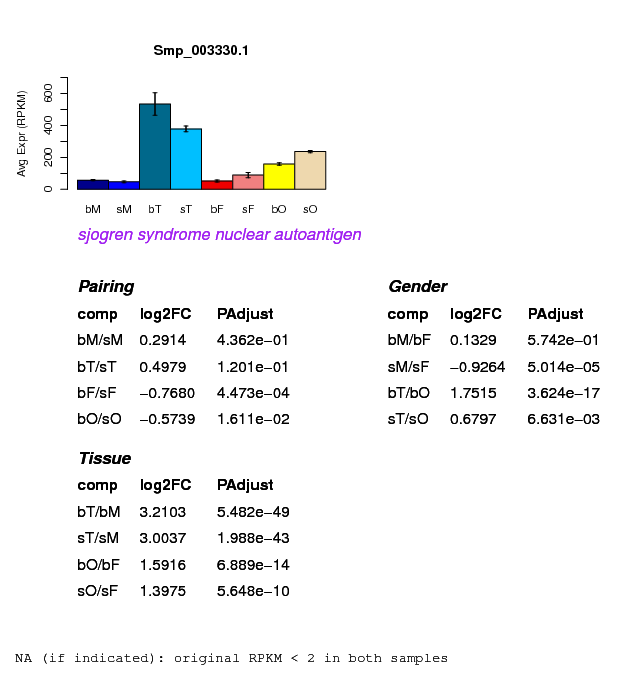 Smp_003330.1
Avg Expr (RPKM)
0 200 400 600
bM sM bT sT bF sF bO sO
sjogren syndrome nuclear autoantigen
Pairing
comp log2FC PAdjust
bM/sM 0.2914 4.362e−01
bT/sT 0.4979 1.201e−01
bF/sF −0.7680 4.473e−04
bO/sO −0.5739 1.611e−02
Gender
comp log2FC PAdjust
bM/bF 0.1329 5.742e−01
sM/sF −0.9264 5.014e−05
bT/bO 1.7515 3.624e−17
sT/sO 0.6797 6.631e−03
Tissue
comp log2FC PAdjust
bT/bM 3.2103 5.482e−49
sT/sM 3.0037 1.988e−43
bO/bF 1.5916 6.889e−14
sO/sF 1.3975 5.648e−10
NA (if indicated): original RPKM < 2 in both samples